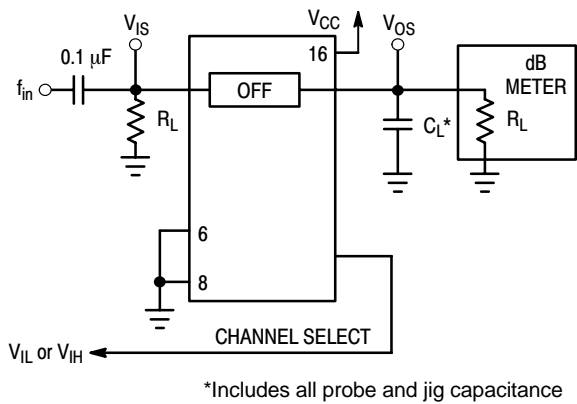 V_CC
V_IS
V_OS
16
0.1 μF
dB
METER
f_in
OFF
R_L
C_L*
R_L
6
8
CHANNEL SELECT
V_IL or V_IH
*Includes all probe and jig capacitance